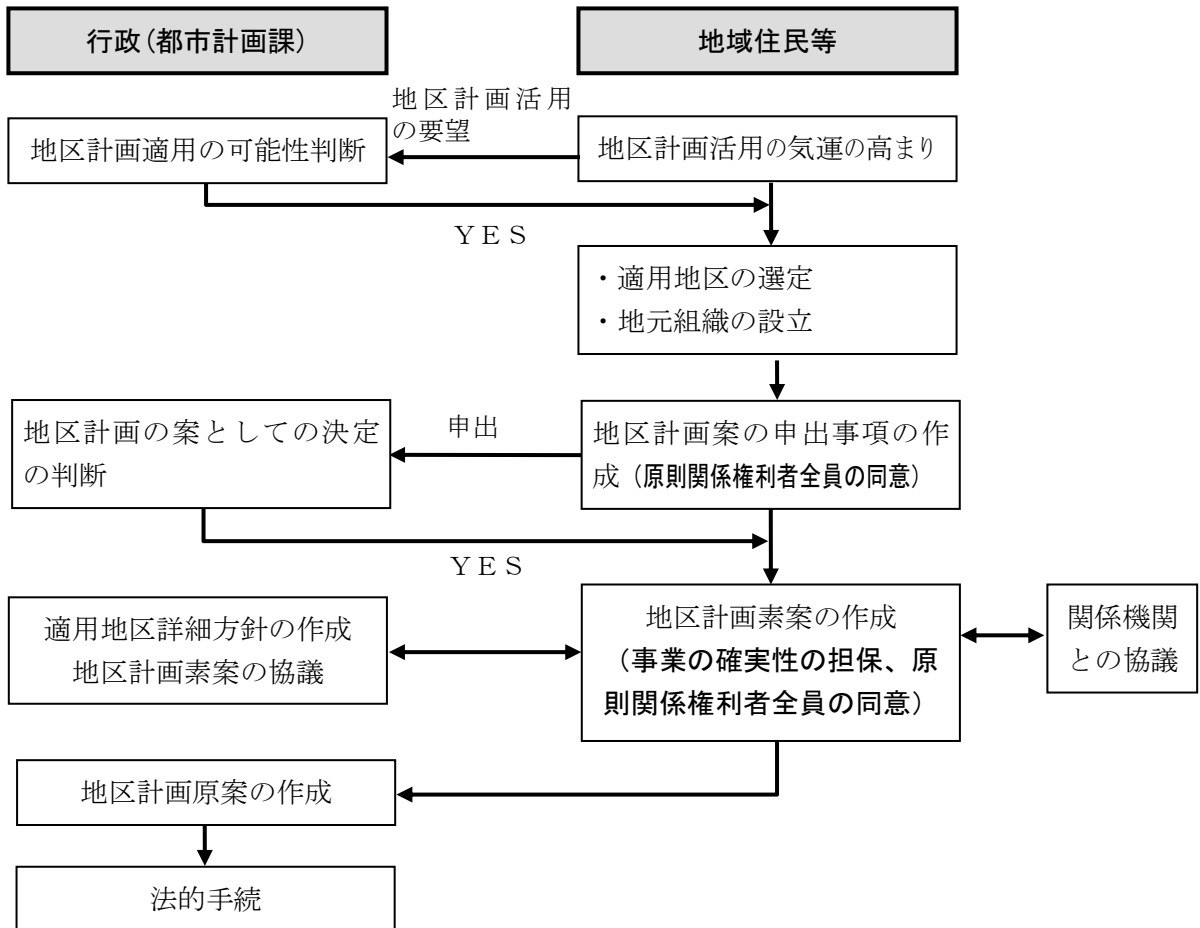 行政(都市計画課)
地域住民等
地区計画活用
の要望
地区計画適用の可能性判断
地区計画活用の気運の高まり
ＹＥＳ
・適用地区の選定
・地元組織の設立
地区計画の案としての決定
の判断
申出
地区計画案の申出事項の作
成（原則関係権利者全員の同意）
ＹＥＳ
適用地区詳細方針の作成
地区計画素案の協議
地区計画素案の作成
（事業の確実性の担保、原
則関係権利者全員の同意）
関係機関
との協議
地区計画原案の作成
法的手続